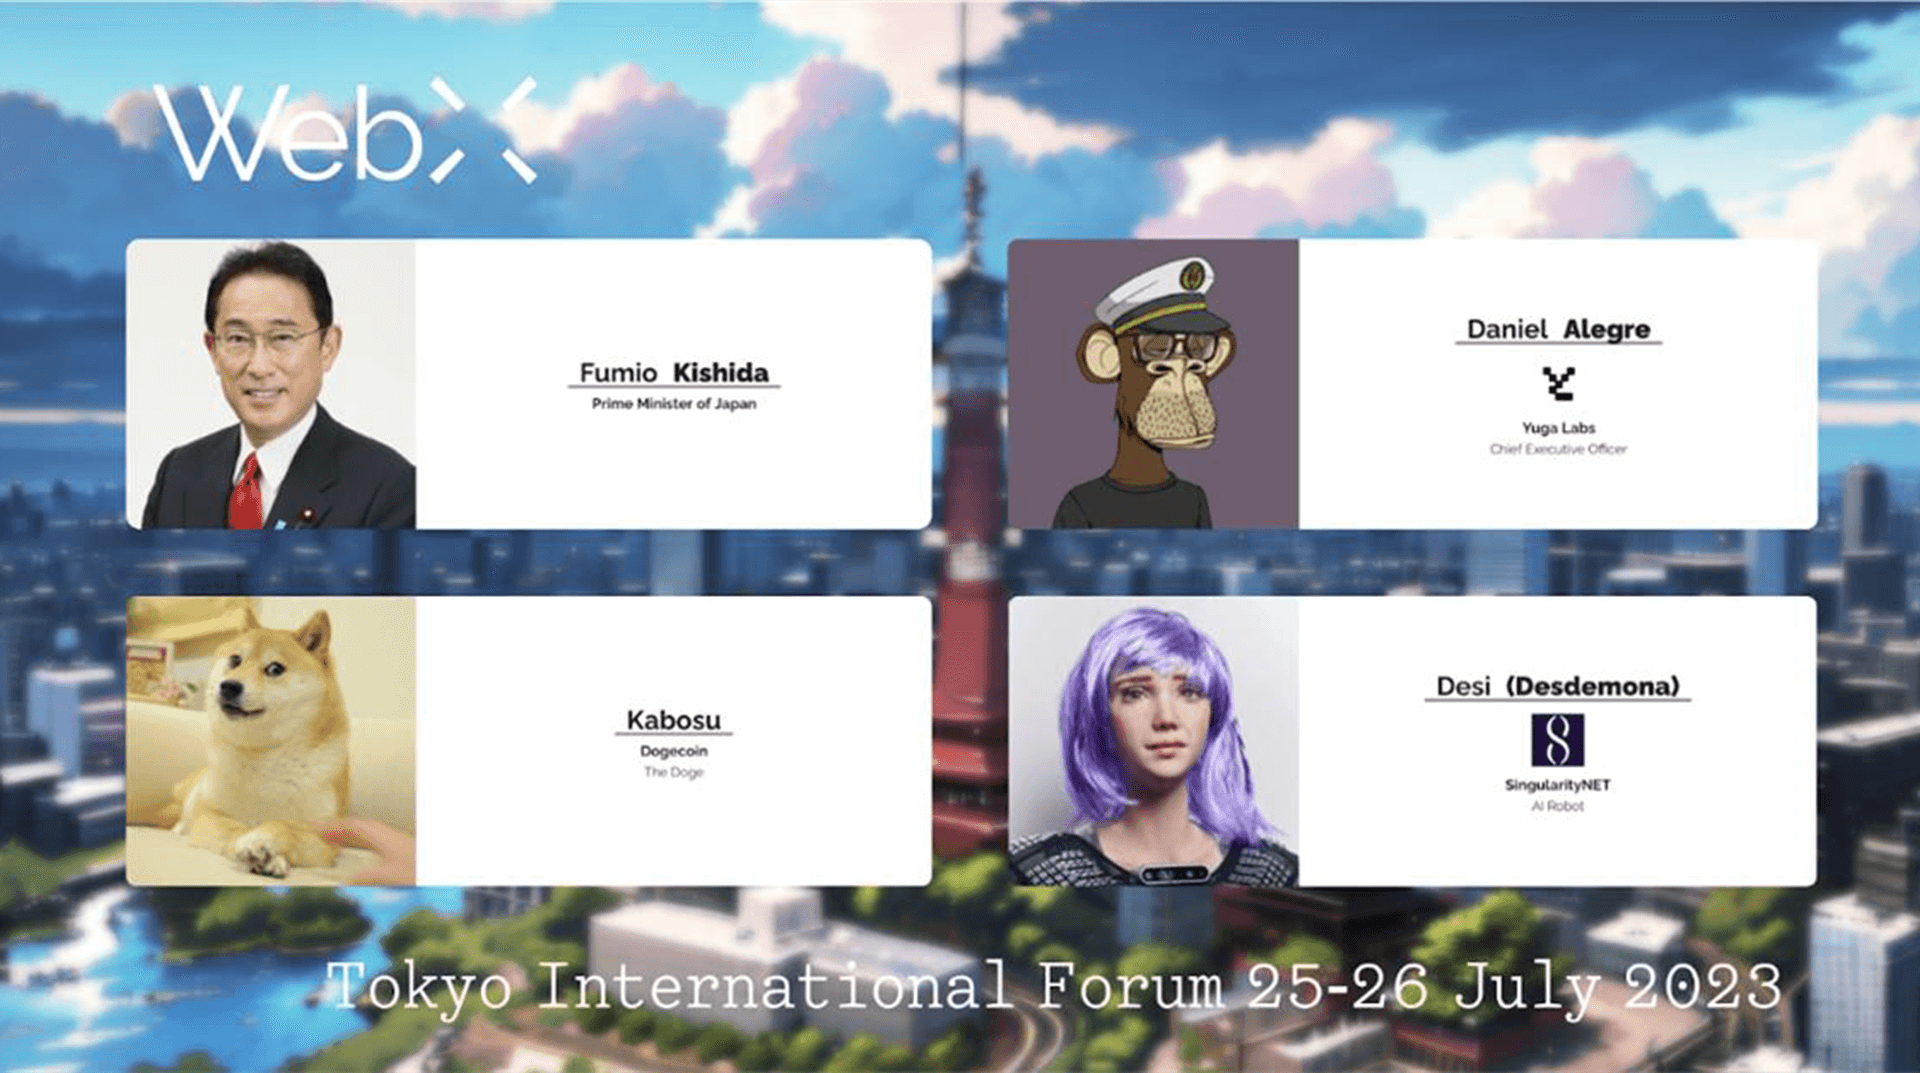 WebX
Fumio Kishida
Prime Minister of Japan
Daniel Alegre
Yuga Labs
Chief Executive Officer
Kabosu
Dogecoin
The Doge
Desi (Desdemona)
SingularityNET
AI Robot
Tokyo International Forum 25-26 July 2023